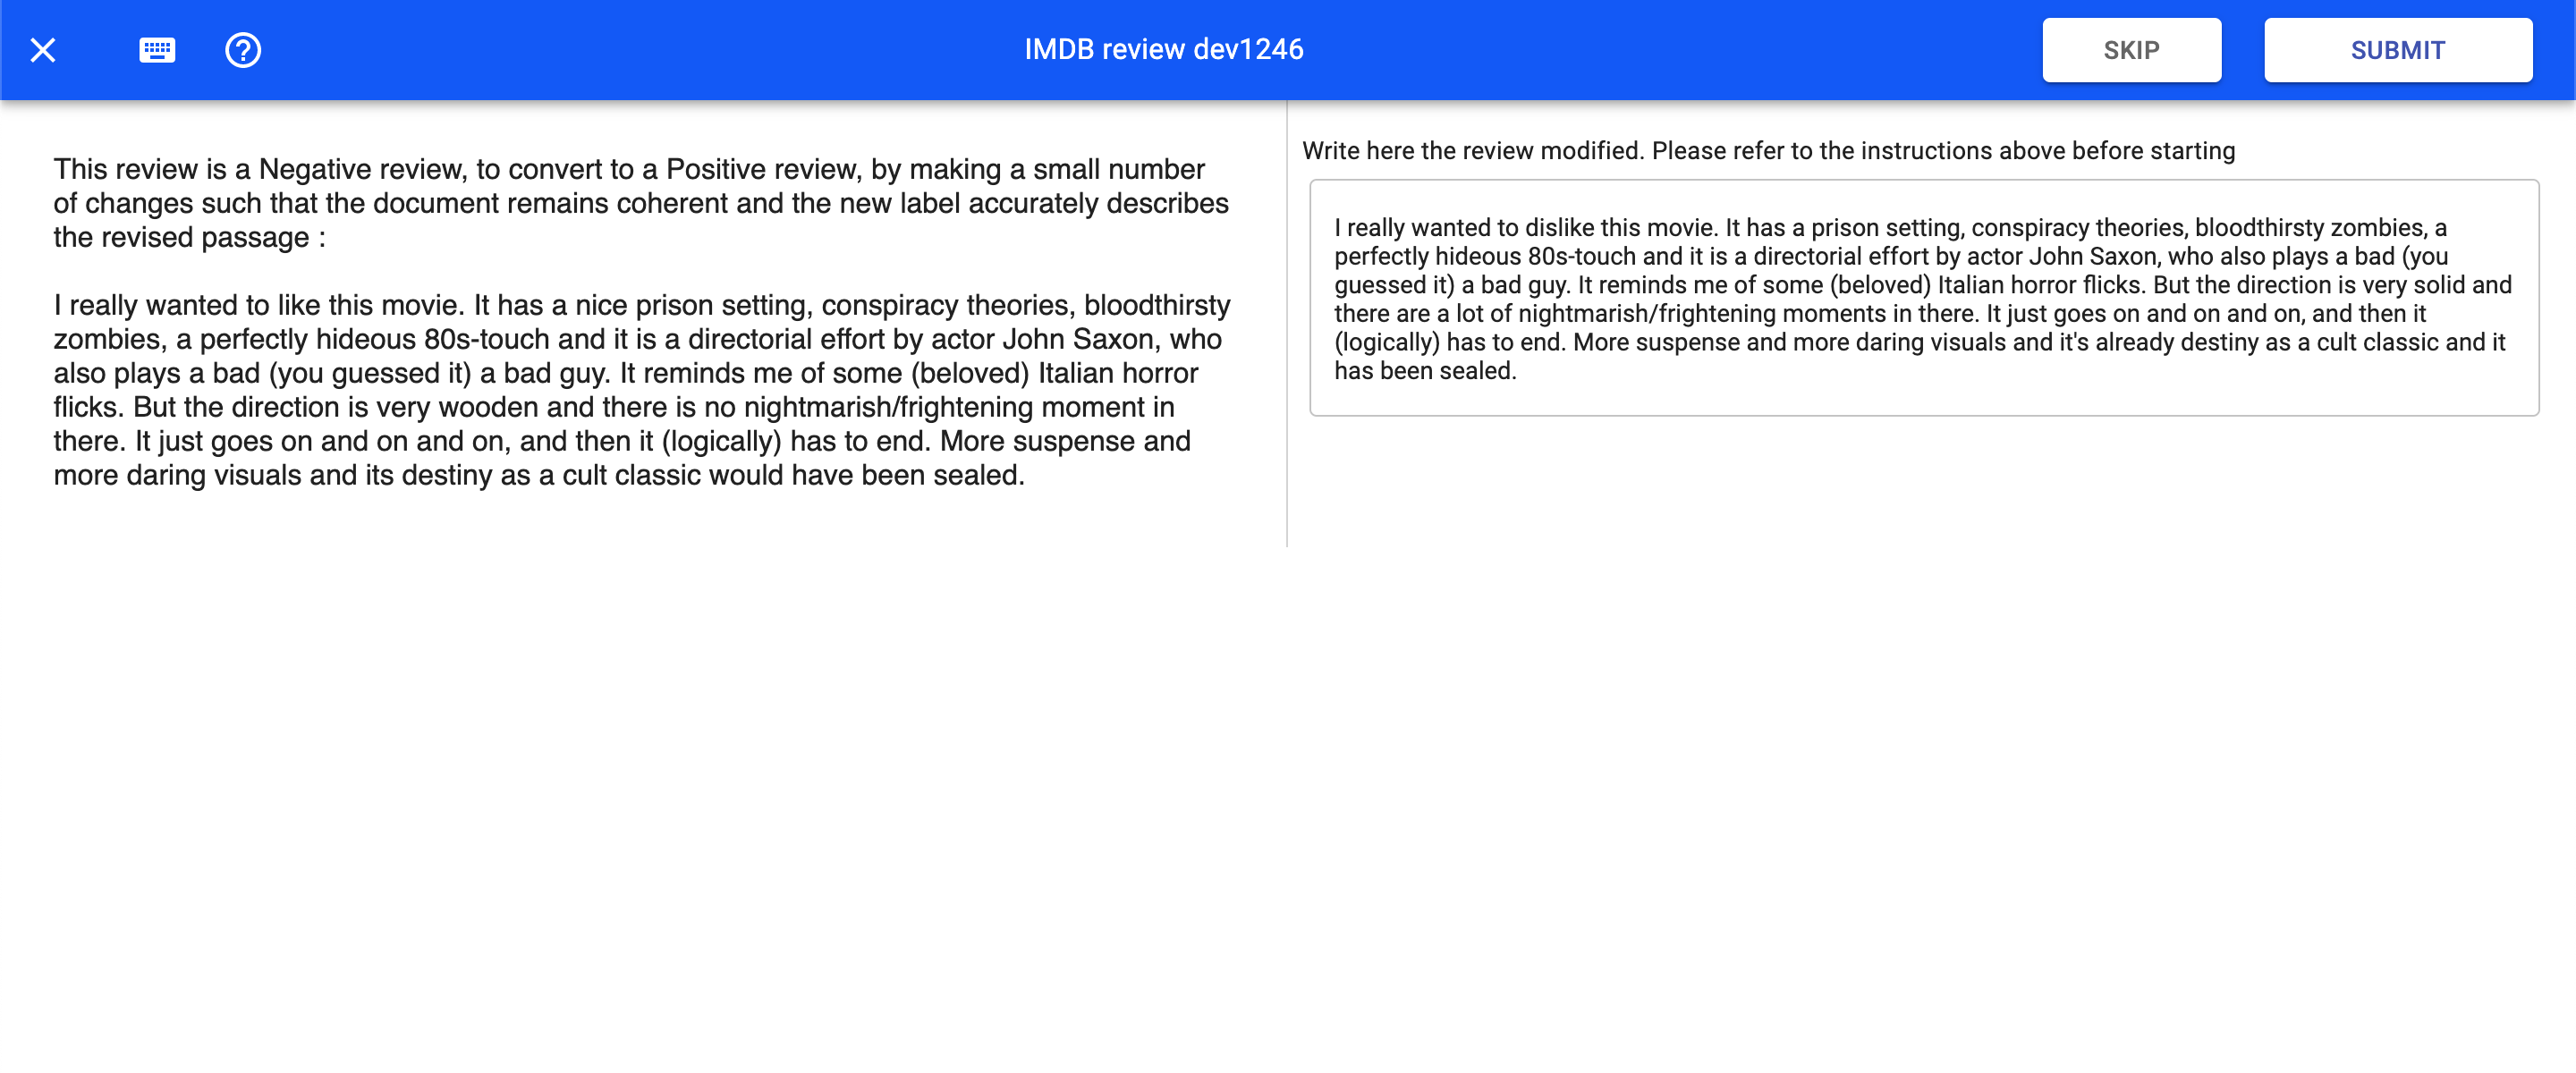 IMDB review dev1246
SKIP
SUBMIT
This review is a Negative review, to convert to a Positive review, by making a small number
of changes such that the document remains coherent and the new label accurately describes
the revised passage :
I really wanted to like this movie. It has a nice prison setting, conspiracy theories, bloodthirsty
zombies, a perfectly hideous 80s-touch and it is a directorial effort by actor John Saxon, who
also plays a bad (you guessed it) a bad guy. It reminds me of some (beloved) Italian horror
flicks. But the direction is very wooden and there is no nightmarish/frightening moment in
there. It just goes on and on and on, and then it (logically) has to end. More suspense and
more daring visuals and its destiny as a cult classic would have been sealed.
Write here the review modified. Please refer to the instructions above before starting
I really wanted to dislike this movie. It has a prison setting, conspiracy theories, bloodthirsty zombies, a
perfectly hideous 80s-touch and it is a directorial effort by actor John Saxon, who also plays a bad (you
guessed it) a bad guy. It reminds me of some (beloved) Italian horror flicks. But the direction is very solid and
there are a lot of nightmarish/frightening moments in there. It just goes on and on and on, and then it
(logically) has to end. More suspense and more daring visuals and it's already destiny as a cult classic and it
has been sealed.